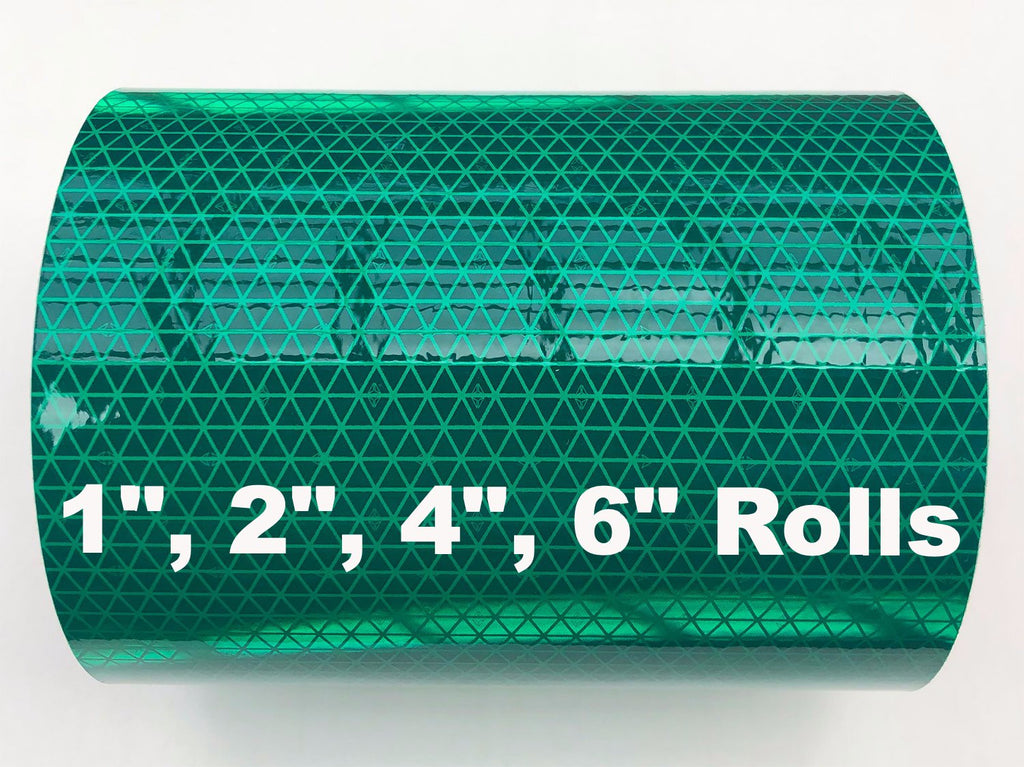 1", 2", 4", 6" Rolls